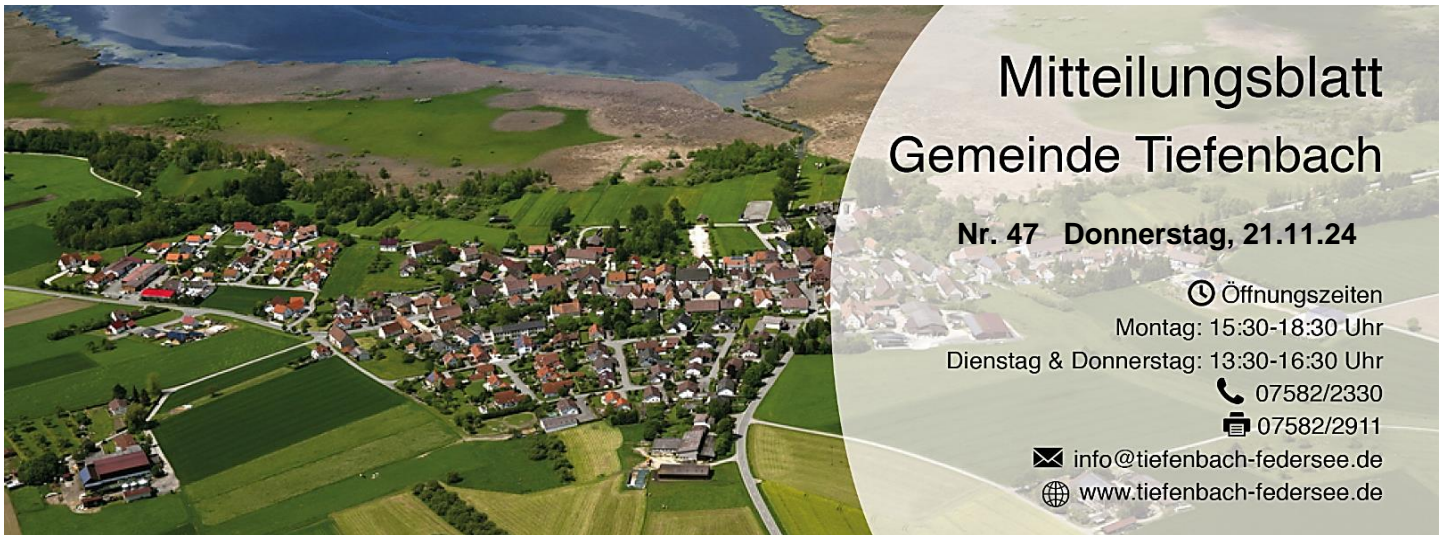 Mitteilungsblatt
Gemeinde Tiefenbach
Nr. 47 Donnerstag, 21.11.24
Öffnungszeiten
Montag: 15:30-18:30 Uhr
Dienstag & Donnerstag: 13:30-16:30 Uhr
07582/2330
07582/2911
info@tiefenbach-federsee.de
www.tiefenbach-federsee.de